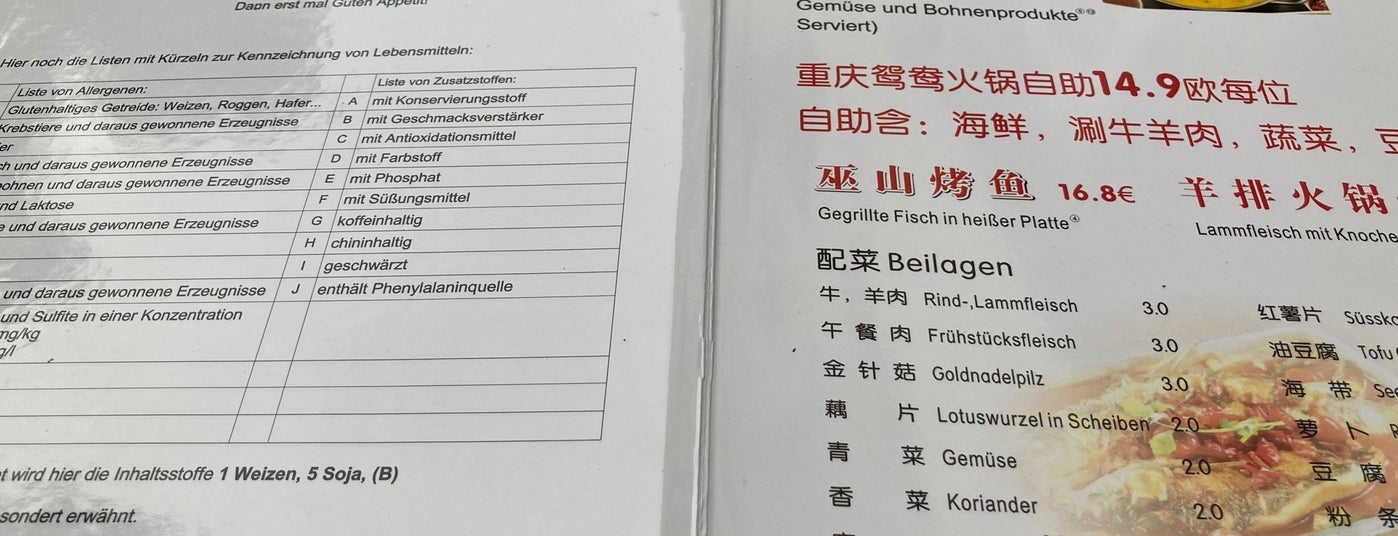 Dann erst mal Guten Appetit!
Hier noch die Listen mit Kürzeln zur Kennzeichnung von Lebensmitteln:
Liste von Allergenen: Liste von Zusatzstoffen:
Glutenhaltiges Getreide: Weizen, Roggen, Hafer... A mit Konservierungsstoff
Krebstiere und daraus gewonnene Erzeugnisse B mit Geschmacksverstärker
C mit Antioxidationsmittel
und daraus gewonnene Erzeugnisse D mit Farbstoff
und daraus gewonnene Erzeugnisse E mit Phosphat
Laktose F mit Süßungsmittel
und daraus gewonnene Erzeugnisse G koffeinhaltig
H chininhaltig
I geschwärzt
und daraus gewonnene Erzeugnisse J enthält Phenylalaninquelle
und Sulfite in einer Konzentration
mg/kg
wird hier die Inhaltsstoffe 1 Weizen, 5 Soja, (B)
sondert erwähnt.
Gemüse und Bohnenprodukte
Serviert)
重庆鸳鸯火锅自助14.9欧每位
自助含：海鲜，涮牛羊肉，蔬菜，
巫山烤鱼 16.8€ 羊排火锅
Gegrillte Fisch in heißer Platte④ Lammfleisch mit
配菜 Beilagen
牛，羊肉 Rind-,Lammfleisch 3.0 红薯片
午餐肉 Frühstücksfleisch 3.0 油豆腐 Tofu
金针菇 Goldnadelpilz 3.0 海带
藕片 Lotuswurzel in Scheiben 2.0 萝卜
青菜 Gemüse 2.0 豆腐
香菜 Koriander 2.0 粉条